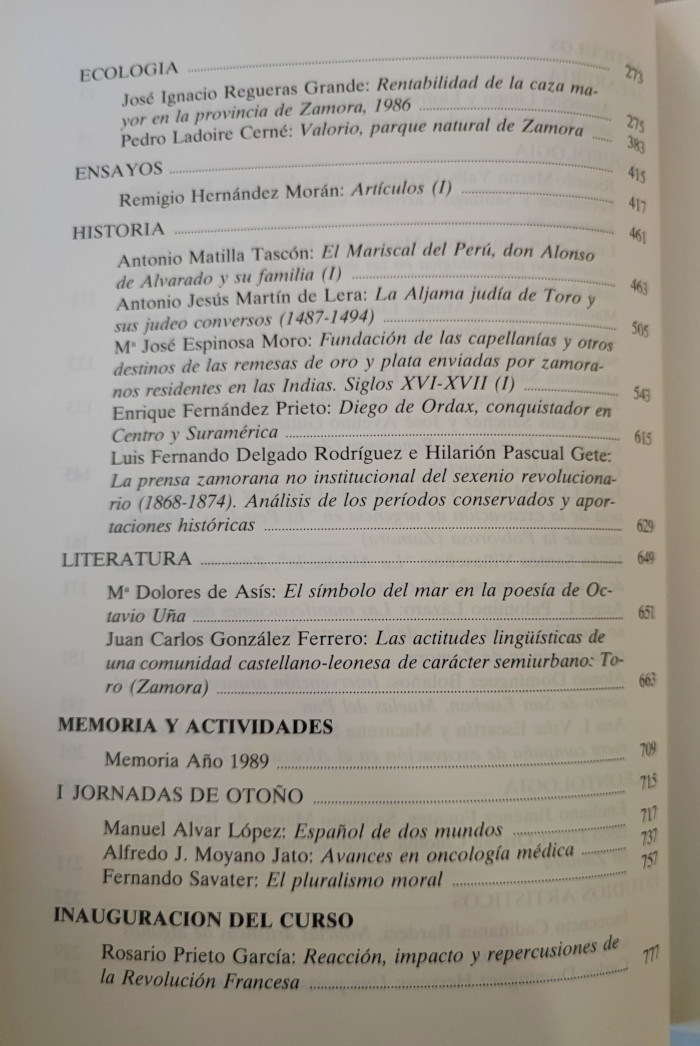 ECOLOGIA ........ 273
José Ignacio Regueras Grande: Rentabilidad de la caza ma-
yor en la provincia de Zamora, 1986 ........ 275
Pedro Ladoire Cerné: Valorio, parque natural de Zamora ........ 383
ENSAYOS ........ 415
Remigio Hernández Morán: Artículos (I) ........ 417
HISTORIA ........ 461
Antonio Matilla Tascón: El Mariscal del Perú, don Alonso
de Alvarado y su familia (I) ........ 463
Antonio Jesús Martín de Lera: La Aljama judía de Toro y
sus judeo conversos (1487-1494) ........ 505
Mª José Espinosa Moro: Fundación de las capellanías y otros
destinos de las remesas de oro y plata enviadas por zamora-
nos residentes en las Indias. Siglos XVI-XVII (I) ........ 543
Enrique Fernández Prieto: Diego de Ordax, conquistador en
Centro y Suramérica ........ 615
Luis Fernando Delgado Rodríguez e Hilarión Pascual Gete:
La prensa zamorana no institucional del sexenio revoluciona-
rio (1868-1874). Análisis de los períodos conservados y apor-
taciones históricas ........ 629
LITERATURA ........ 649
Mª Dolores de Asís: El símbolo del mar en la poesía de Oc-
tavio Uña ........ 651
Juan Carlos González Ferrero: Las actitudes lingüísticas de
una comunidad castellano-leonesa de carácter semiurbano: To-
ro (Zamora) ........ 663
MEMORIA Y ACTIVIDADES
Memoria Año 1989 ........ 709
I JORNADAS DE OTOÑO ........ 715
Manuel Alvar López: Español de dos mundos ........ 717
Alfredo J. Moyano Jato: Avances en oncología médica ........ 737
Fernando Savater: El pluralismo moral ........ 757
INAUGURACION DEL CURSO
Rosario Prieto García: Reacción, impacto y repercusiones de
la Revolución Francesa ........ 777